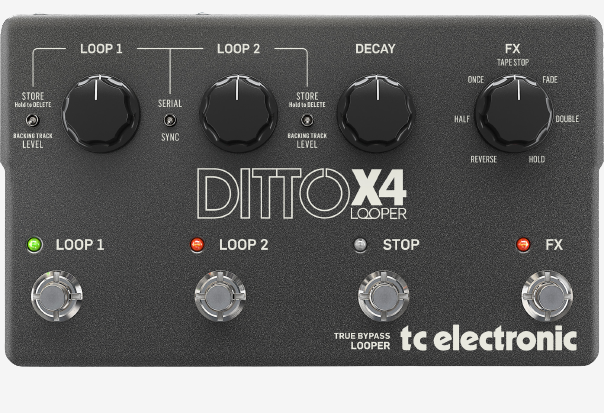 LOOP 1
LOOP 2
DECAY
FX
TAPE STOP
ONCE
FADE
HALF
DOUBLE
REVERSE
HOLD
STORE
Hold to DELETE
BACKING TRACK
LEVEL
SERIAL
SYNC
STORE
Hold to DELETE
BACKING TRACK
LEVEL
DITTO X4
LOOPER
LOOP 1
LOOP 2
STOP
FX
TRUE BYPASS
LOOPER
tc electronic